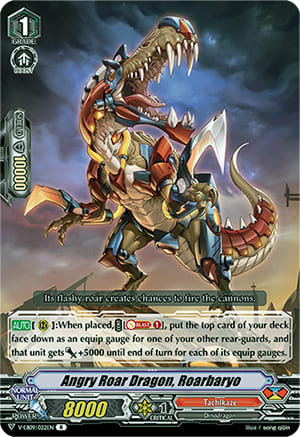 1
GRADE
BOOST
10000
SHIELD
Its flashy roar creates chances to fire the cannons.
AUTO :When placed, 1 BLAST 1, put the top card of your deck
face down as an equip gauge for one of your other rear-guards, and
that unit gets +5000 until end of turn for each of its equip gauges.
Angry Roar Dragon, Roarbaryo
NORMAL
UNIT
Tachikaze
Dinodragon
POWER 8000
1
CRITICAL
V-EB09/022EN R
Illust / song qijin